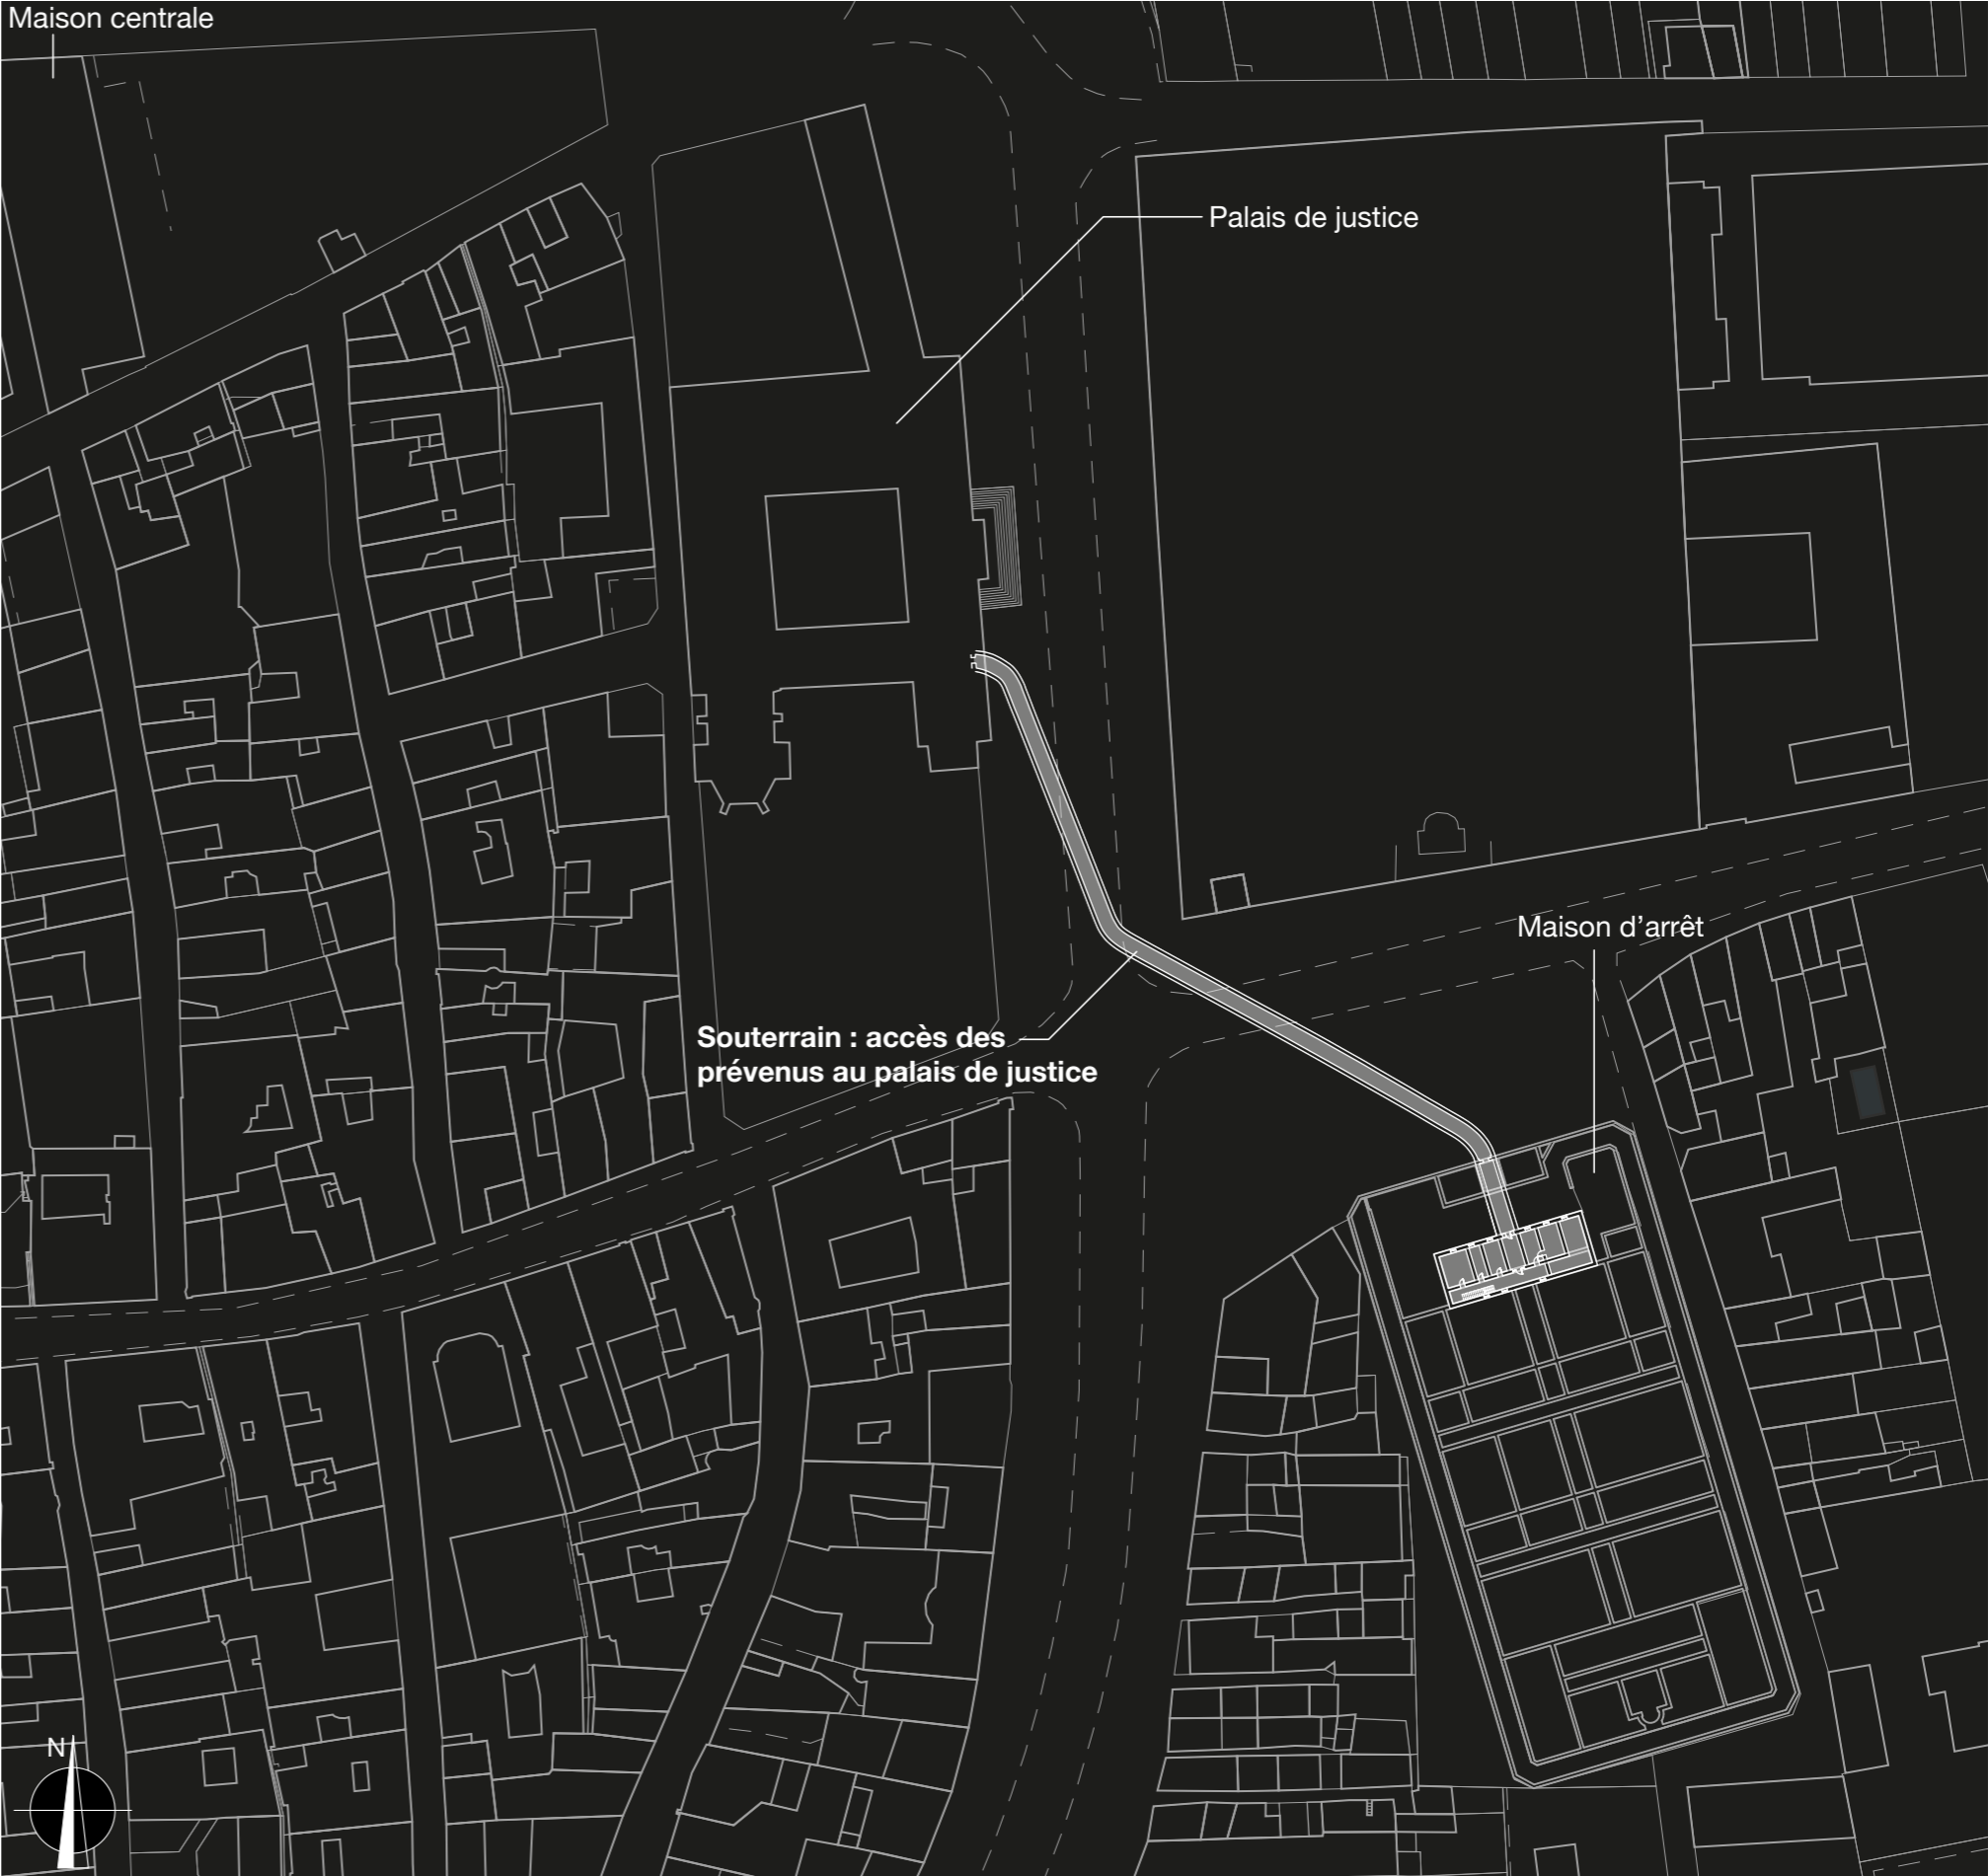 Maison centrale
Palais de justice
Maison d’arrêt
Souterrain : accès des
prévenus au palais de justice
N